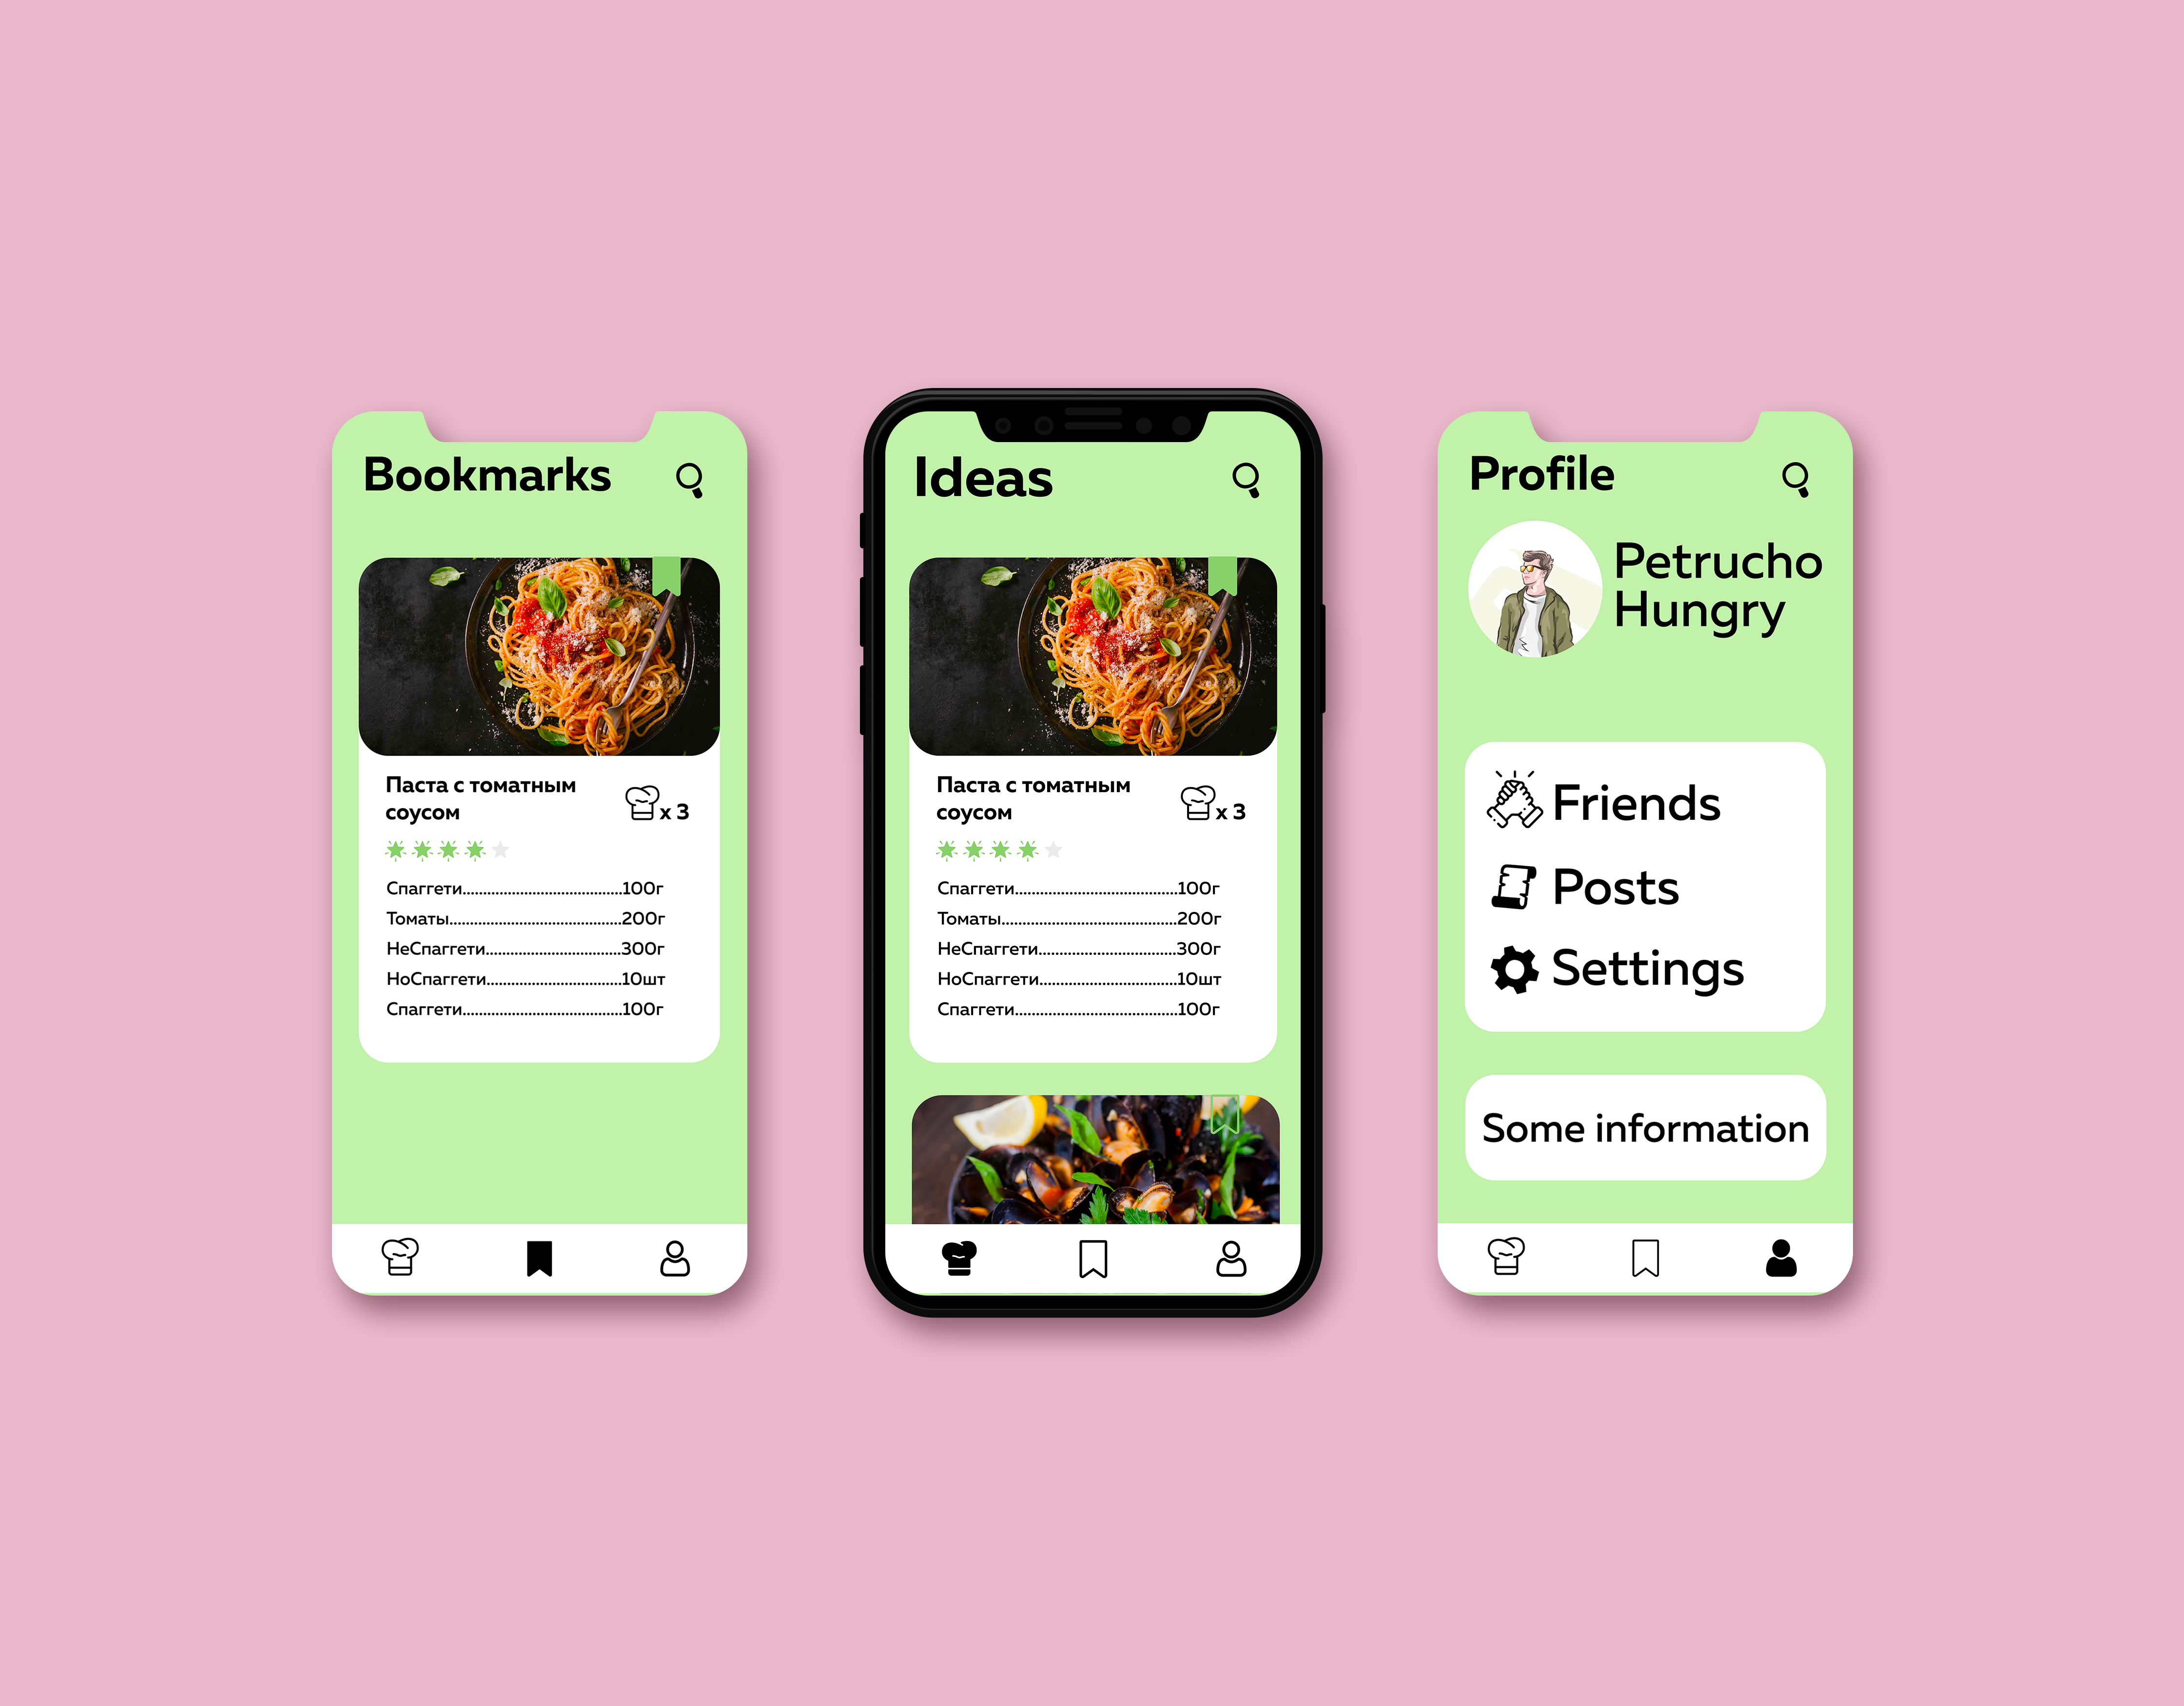 Bookmarks
Паста с томатным
соусом
x 3
Спаггети.......................................100г
Томаты..........................................200г
НеСпаггети.................................300г
НоСпаггети.................................10шт
Спаггети.......................................100г
Ideas
Паста с томатным
соусом
x 3
Спаггети.......................................100г
Томаты..........................................200г
НеСпаггети.................................300г
НоСпаггети.................................10шт
Спаггети.......................................100г
Profile
Petrucho
Hungry
Friends
Posts
Settings
Some information